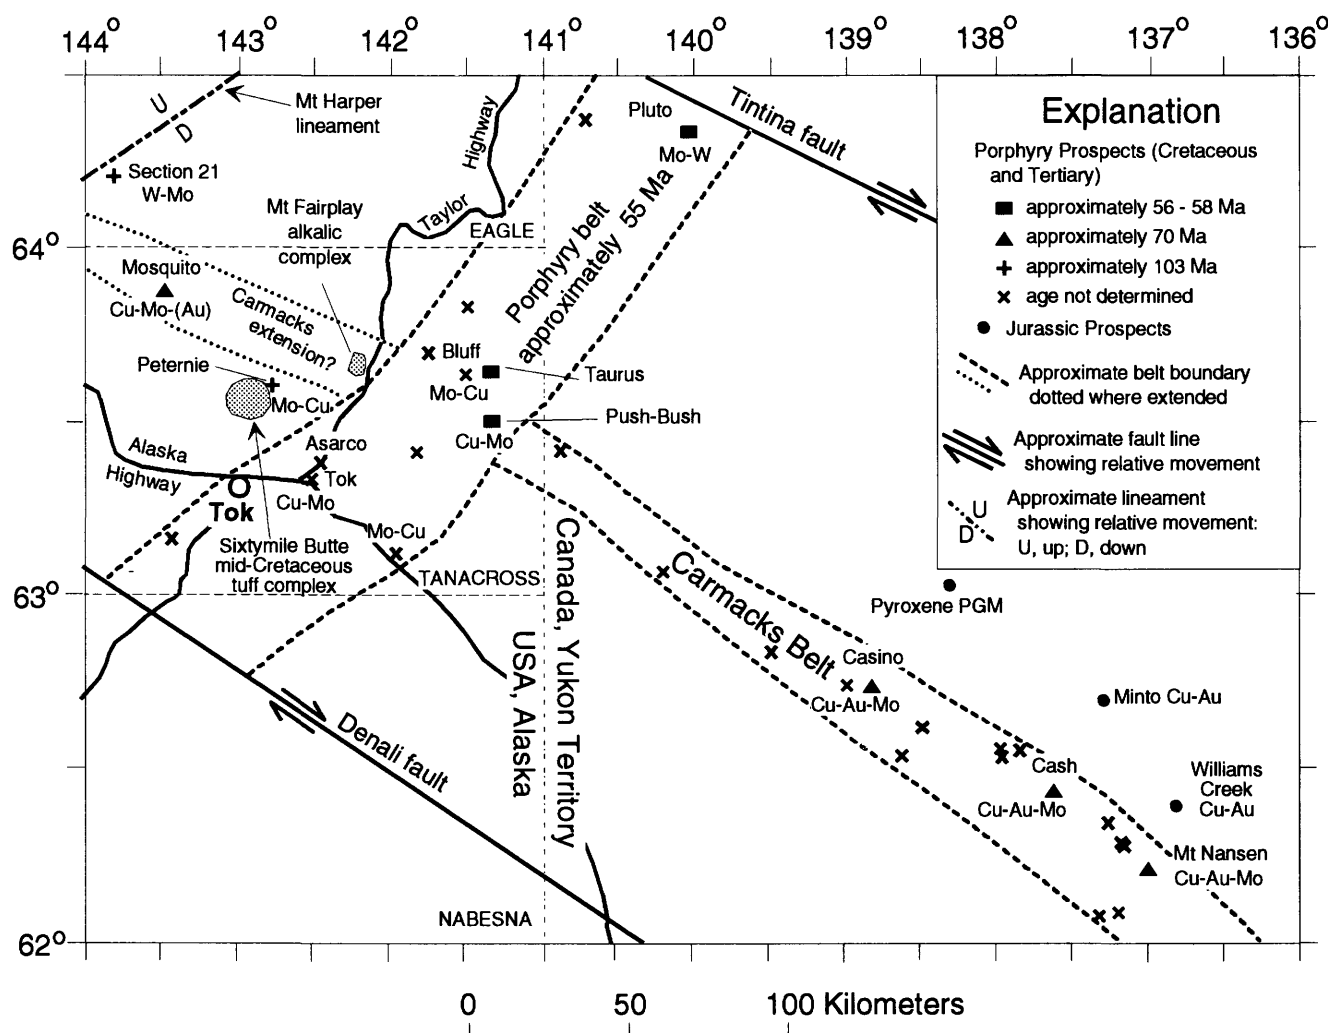 144° 143° 142° 141° 140° 139° 138° 137° 136°
64°
63°
62°
U
D
Mt Harper
lineament
Section 21
W-Mo
Mt Fairplay
alkalic
complex
Taylor
Highway
EAGLE
Pluto
Mo-W
Tintina fault
Porphyry belt
approximately 55 Ma
Mosquito
Cu-Mo-(Au)
Carmacks
extension?
Peternie
Mo-Cu
Bluff
Mo-Cu
Taurus
Push-Bush
Cu-Mo
Alaska
Highway
Asarco
Tok
Cu-Mo
Tok
Mo-Cu
Sixtymile Butte
mid-Cretaceous
tuff complex
TANACROSS
Canada, Yukon Territory
USA, Alaska
Denali fault
NABESNA
Carmacks Belt
Casino
Cu-Au-Mo
Cash
Cu-Au-Mo
Mt Nansen
Cu-Au-Mo
Pyroxene PGM
Minto Cu-Au
Williams
Creek
Cu-Au
Explanation
Porphyry Prospects (Cretaceous
and Tertiary)
approximately 56 - 58 Ma
approximately 70 Ma
approximately 103 Ma
age not determined
Jurassic Prospects
Approximate belt boundary
dotted where extended
Approximate fault line
showing relative movement
U
D
Approximate lineament
showing relative movement:
U, up; D, down
0 50 100 Kilometers